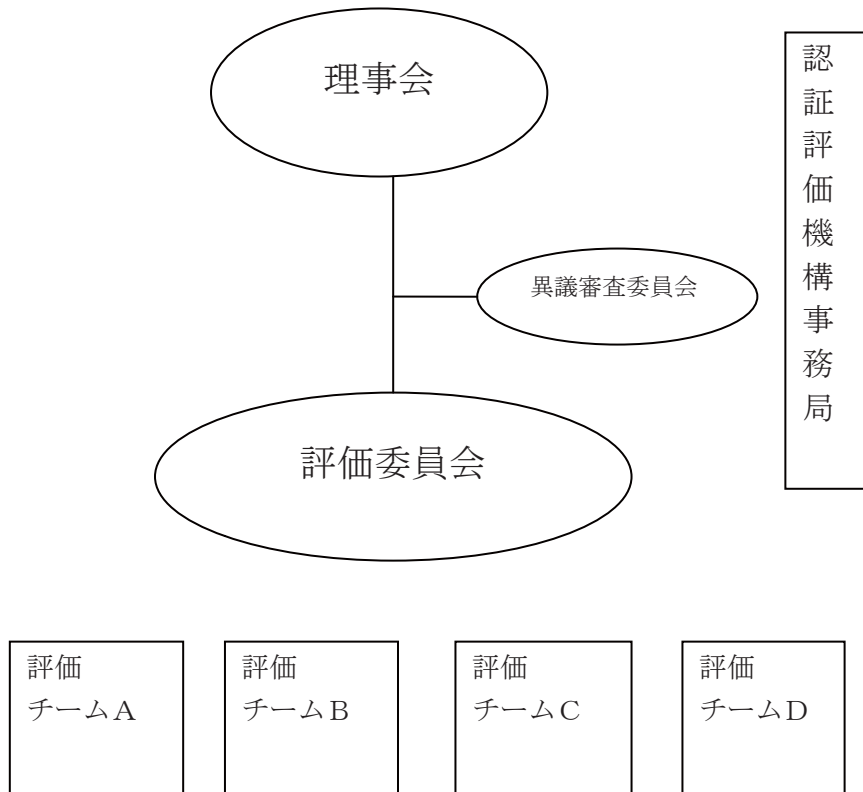 理事会
認証評価機構事務局
異議審査委員会
評価委員会
評価
チームA
評価
チームB
評価
チームC
評価
チームD